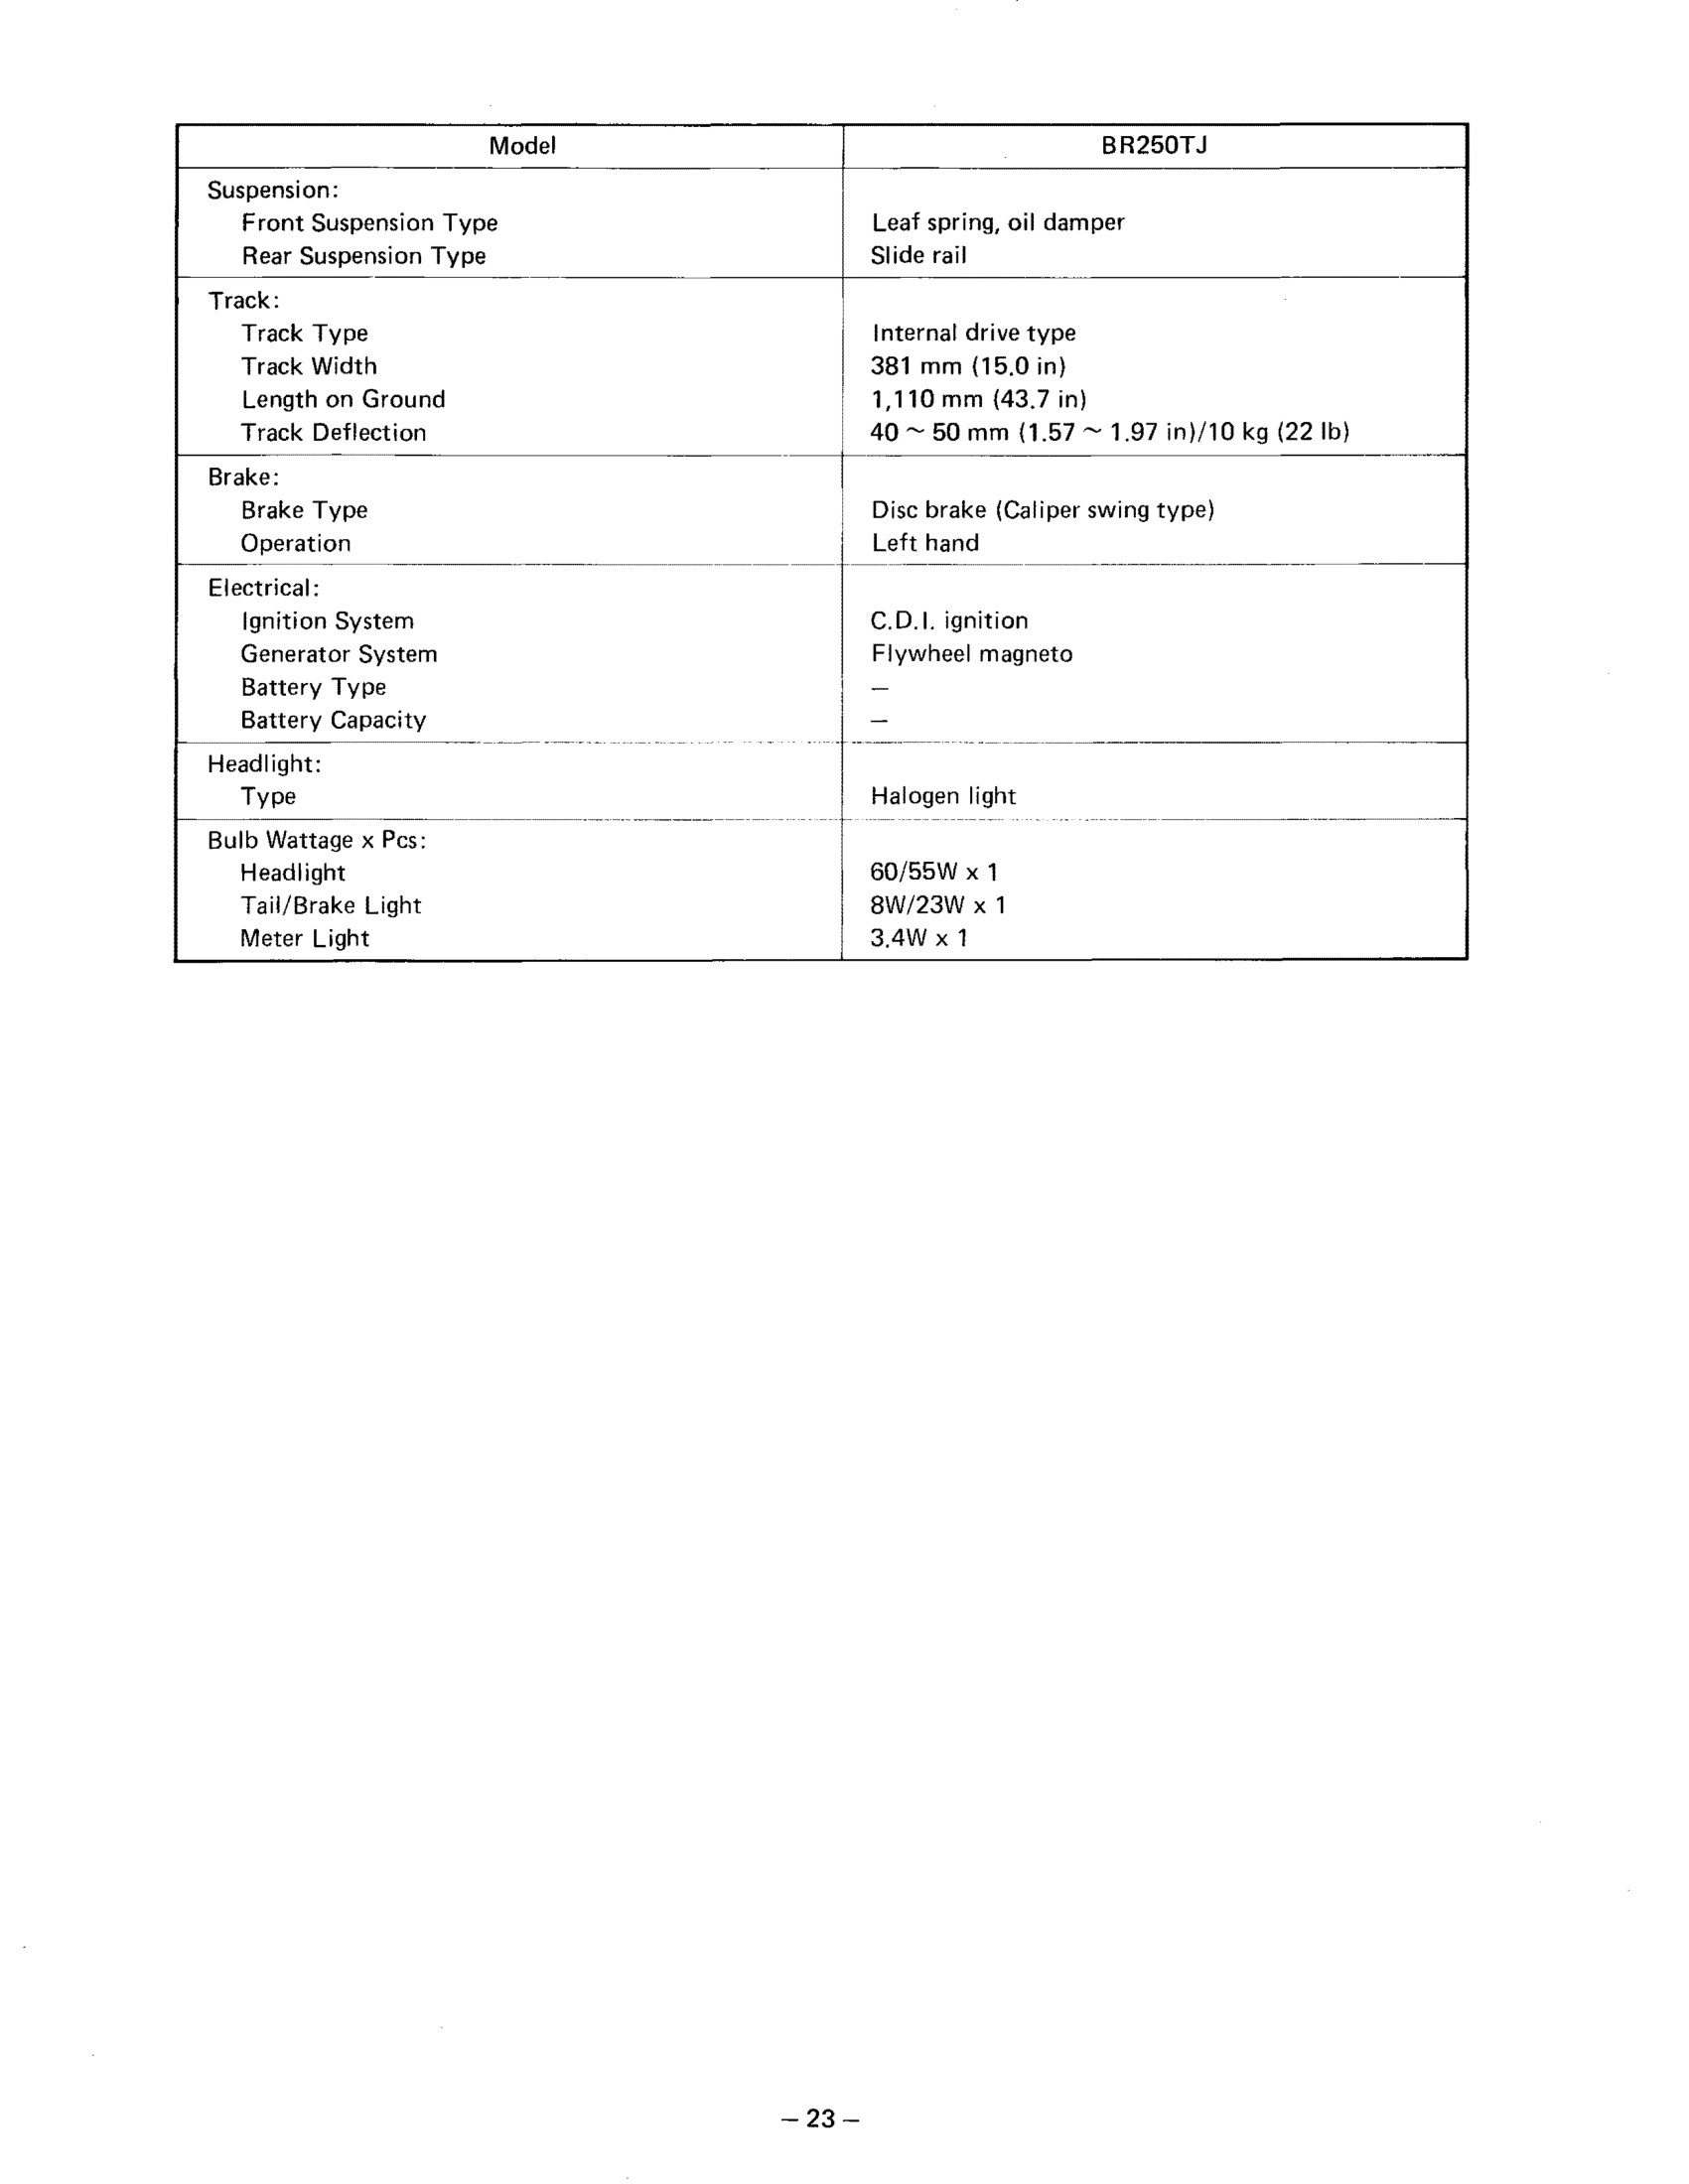 Model BR250TJ
Suspension:
Front Suspension Type Leaf spring, oil damper
Rear Suspension Type Slide rail
Track:
Track Type Internal drive type
Track Width 381 mm (15.0 in)
Length on Ground 1,110 mm (43.7 in)
Track Deflection 40 ~ 50 mm (1.57 ~ 1.97 in)/10 kg (22 lb)
Brake:
Brake Type Disc brake (Caliper swing type)
Operation Left hand
Electrical:
Ignition System C.D.I. ignition
Generator System Flywheel magneto
Battery Type –
Battery Capacity –
Headlight:
Type Halogen light
Bulb Wattage x Pcs:
Headlight 60/55W x 1
Tail/Brake Light 8W/23W x 1
Meter Light 3.4W x 1
– 23 –